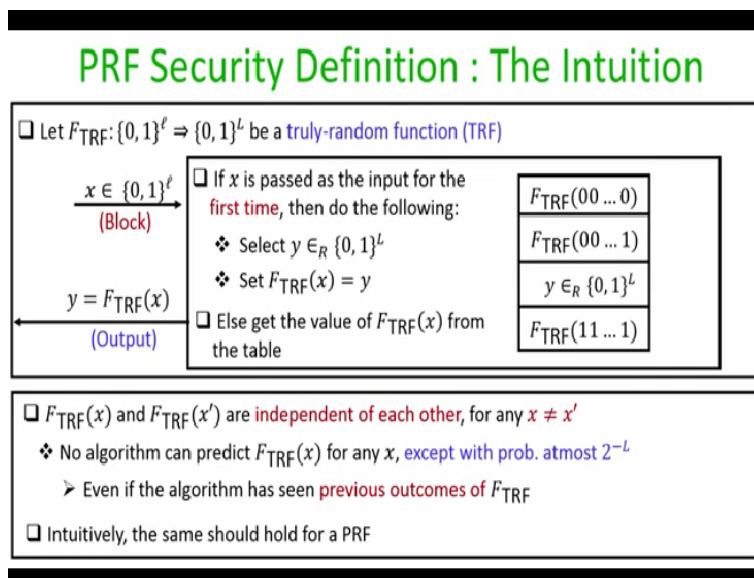 PRF Security Definition : The Intuition
❑ Let F_TRF: {0, 1}^ℓ ⇒ {0, 1}^L be a truly-random function (TRF)
x ∈ {0, 1}^ℓ
(Block)
y = F_TRF(x)
(Output)
❑ If x is passed as the input for the
first time, then do the following:
❖ Select y ∈_R {0, 1}^L
❖ Set F_TRF(x) = y
❑ Else get the value of F_TRF(x) from
the table
F_TRF(00 … 0)
F_TRF(00 … 1)
y ∈_R {0, 1}^L
F_TRF(11 … 1)
❑ F_TRF(x) and F_TRF(x′) are independent of each other, for any x ≠ x′
❖ No algorithm can predict F_TRF(x) for any x, except with prob. atmost 2^−L
➢ Even if the algorithm has seen previous outcomes of F_TRF
❑ Intuitively, the same should hold for a PRF